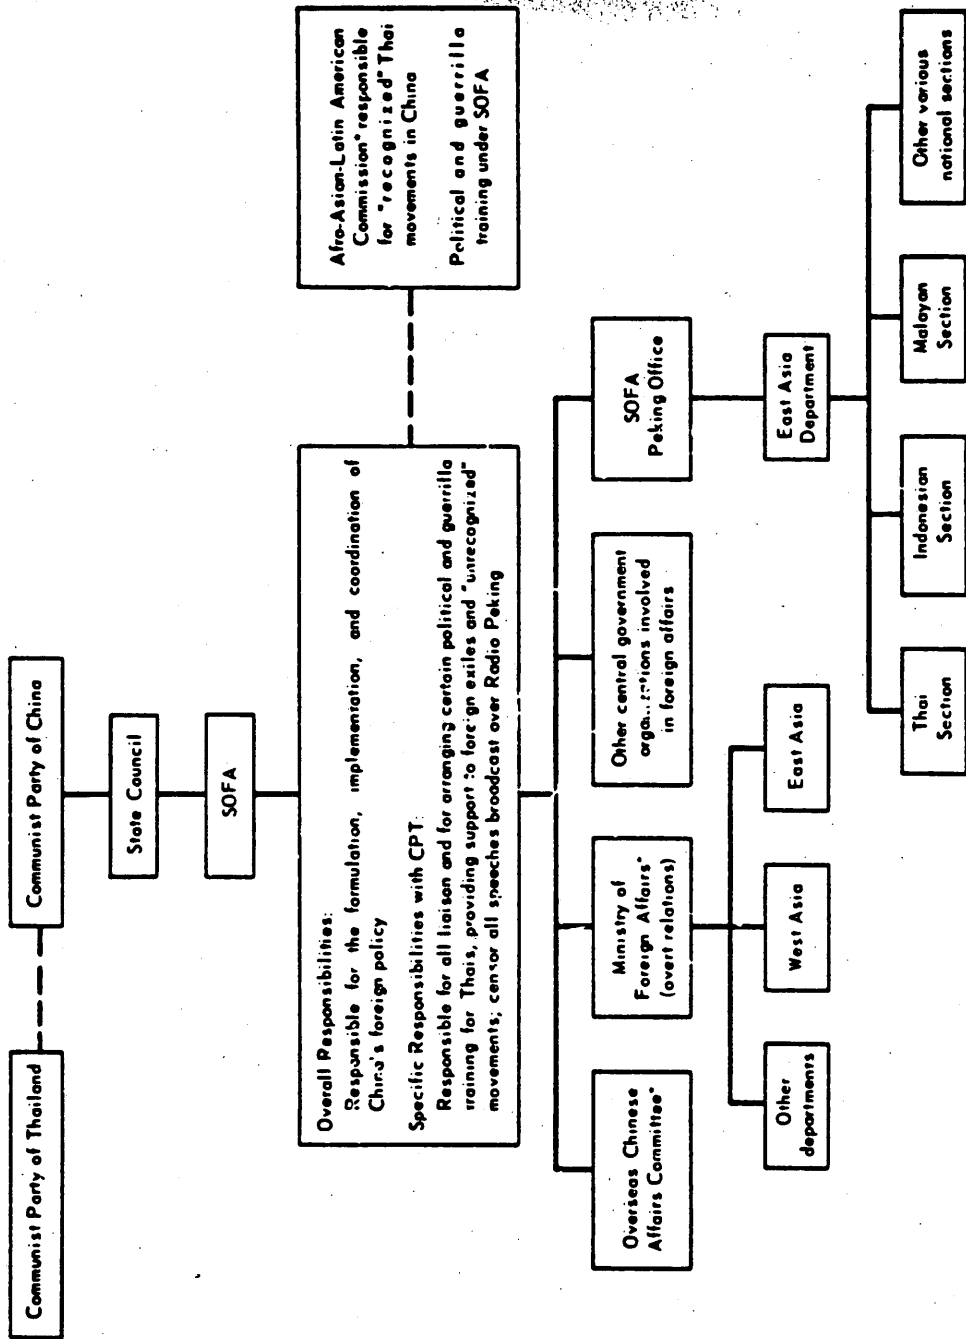 Communist Party of Thailand
Communist Party of China
State Council
SOFA
Overall Responsibilities:
Responsible for the formulation, implementation, and coordination of
China's foreign policy
Specific Responsibilities with CPT:
Responsible for all liaison and for arranging certain political and guerrilla
training for Thais, providing support to foreign exiles and "unrecognized"
movements; censor all speeches broadcast over Radio Peking
Afro-Asian-Latin American
Commission* responsible
for "recognized" Thai
movements in China
Political and guerrilla
training under SOFA
Overseas Chinese
Affairs Committee*
Ministry of
Foreign Affairs*
(overt relations)
Other central government
organizations involved
in foreign affairs
SOFA
Peking Office
Other
departments
West Asia
East Asia
East Asia
Department
Thai
Section
Indonesian
Section
Malayan
Section
Other various
national sections